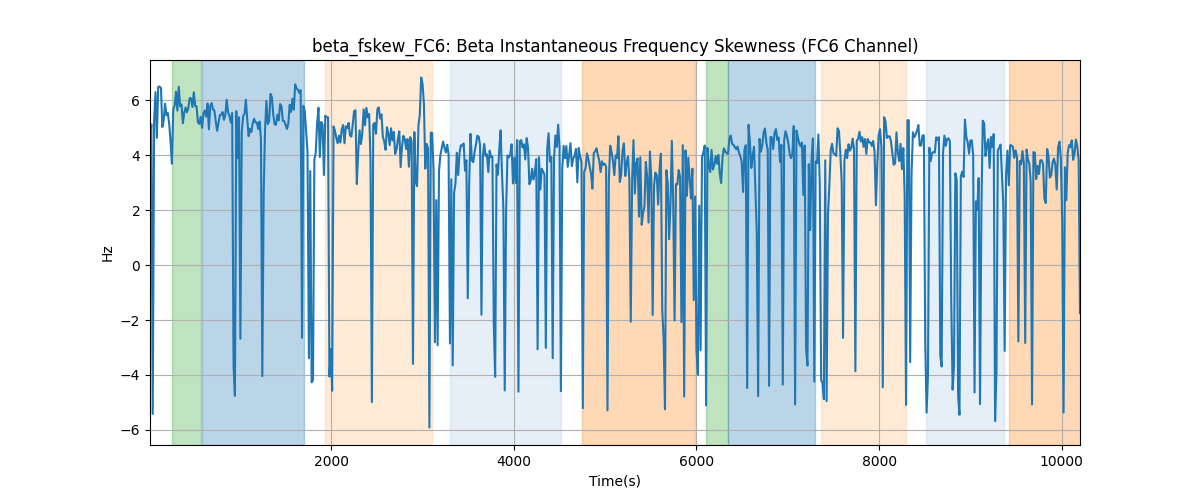 beta_fskew_FC6: Beta Instantaneous Frequency Skewness (FC6 Channel)
6
4
2
0
−2
−4
−6
Hz
2000 4000 6000 8000 10000
Time(s)